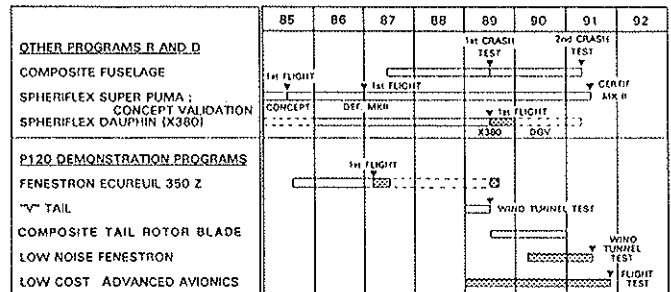 85 86 87 88 89 90 91 92
OTHER PROGRAMS R AND D
1st CRASH TEST
2nd CRASH TEST
COMPOSITE FUSELAGE
1st FLIGHT
1st FLIGHT
CERTIF MK II
SPHERIFLEX SUPER PUMA ;
CONCEPT VALIDATION
CONCEPT
DEF. MKII
SPHERIFLEX DAUPHIN (X380)
1st FLIGHT
X380
DGV
P120 DEMONSTRATION PROGRAMS
1st FLIGHT
FENESTRON ECUREUIL 350 Z
"V" TAIL
WIND TUNNEL TEST
COMPOSITE TAIL ROTOR BLADE
LOW NOISE FENESTRON
WIND TUNNEL TEST
LOW COST ADVANCED AVIONICS
FLIGHT TEST